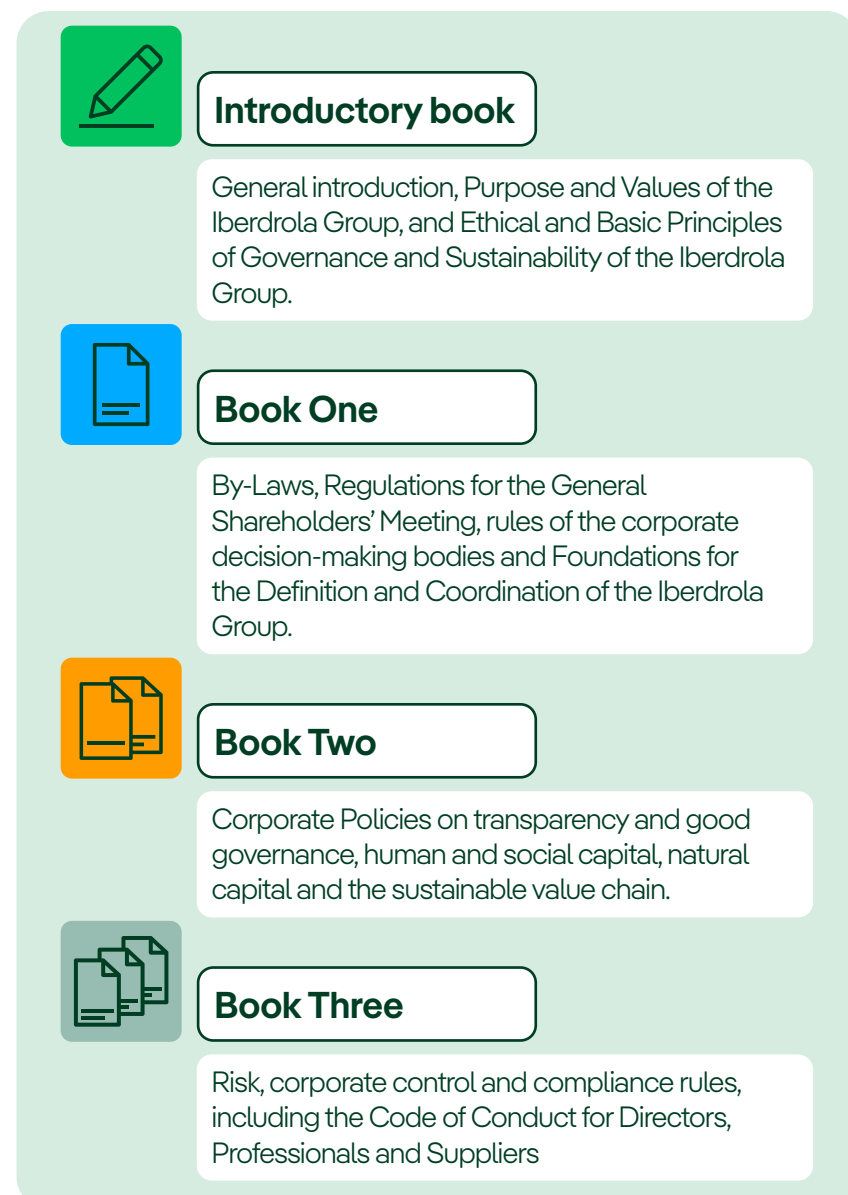 Introductory book
General introduction, Purpose and Values of the
Iberdrola Group, and Ethical and Basic Principles
of Governance and Sustainability of the Iberdrola
Group.
Book One
By-Laws, Regulations for the General
Shareholders’ Meeting, rules of the corporate
decision-making bodies and Foundations for
the Definition and Coordination of the Iberdrola
Group.
Book Two
Corporate Policies on transparency and good
governance, human and social capital, natural
capital and the sustainable value chain.
Book Three
Risk, corporate control and compliance rules,
including the Code of Conduct for Directors,
Professionals and Suppliers